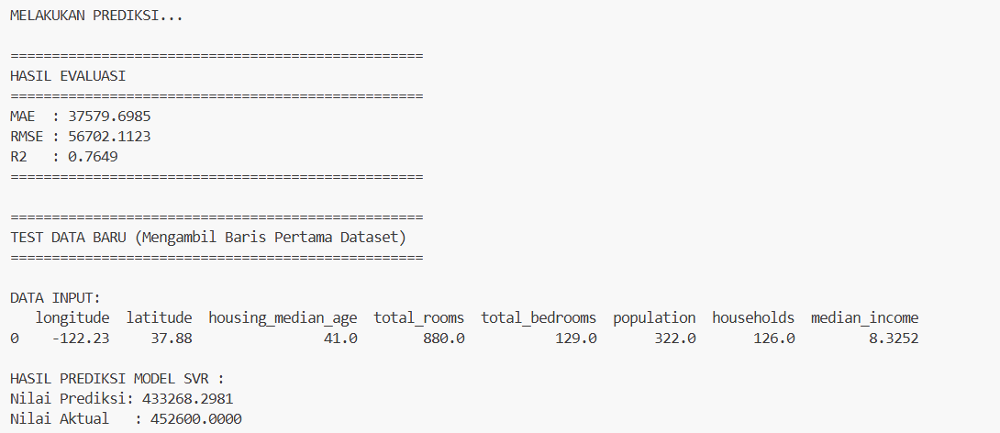 MELAKUKAN PREDIKSI...
==================================================
HASIL EVALUASI
==================================================
MAE  : 37579.6985
RMSE : 56702.1123
R2   : 0.7649
==================================================
==================================================
TEST DATA BARU (Mengambil Baris Pertama Dataset)
==================================================
DATA INPUT:
   longitude  latitude  housing_median_age  total_rooms  total_bedrooms  population  households  median_income
0    -122.23     37.88                41.0        880.0           129.0       322.0       126.0         8.3252
HASIL PREDIKSI MODEL SVR :
Nilai Prediksi: 433268.2981
Nilai Aktual   : 452600.0000